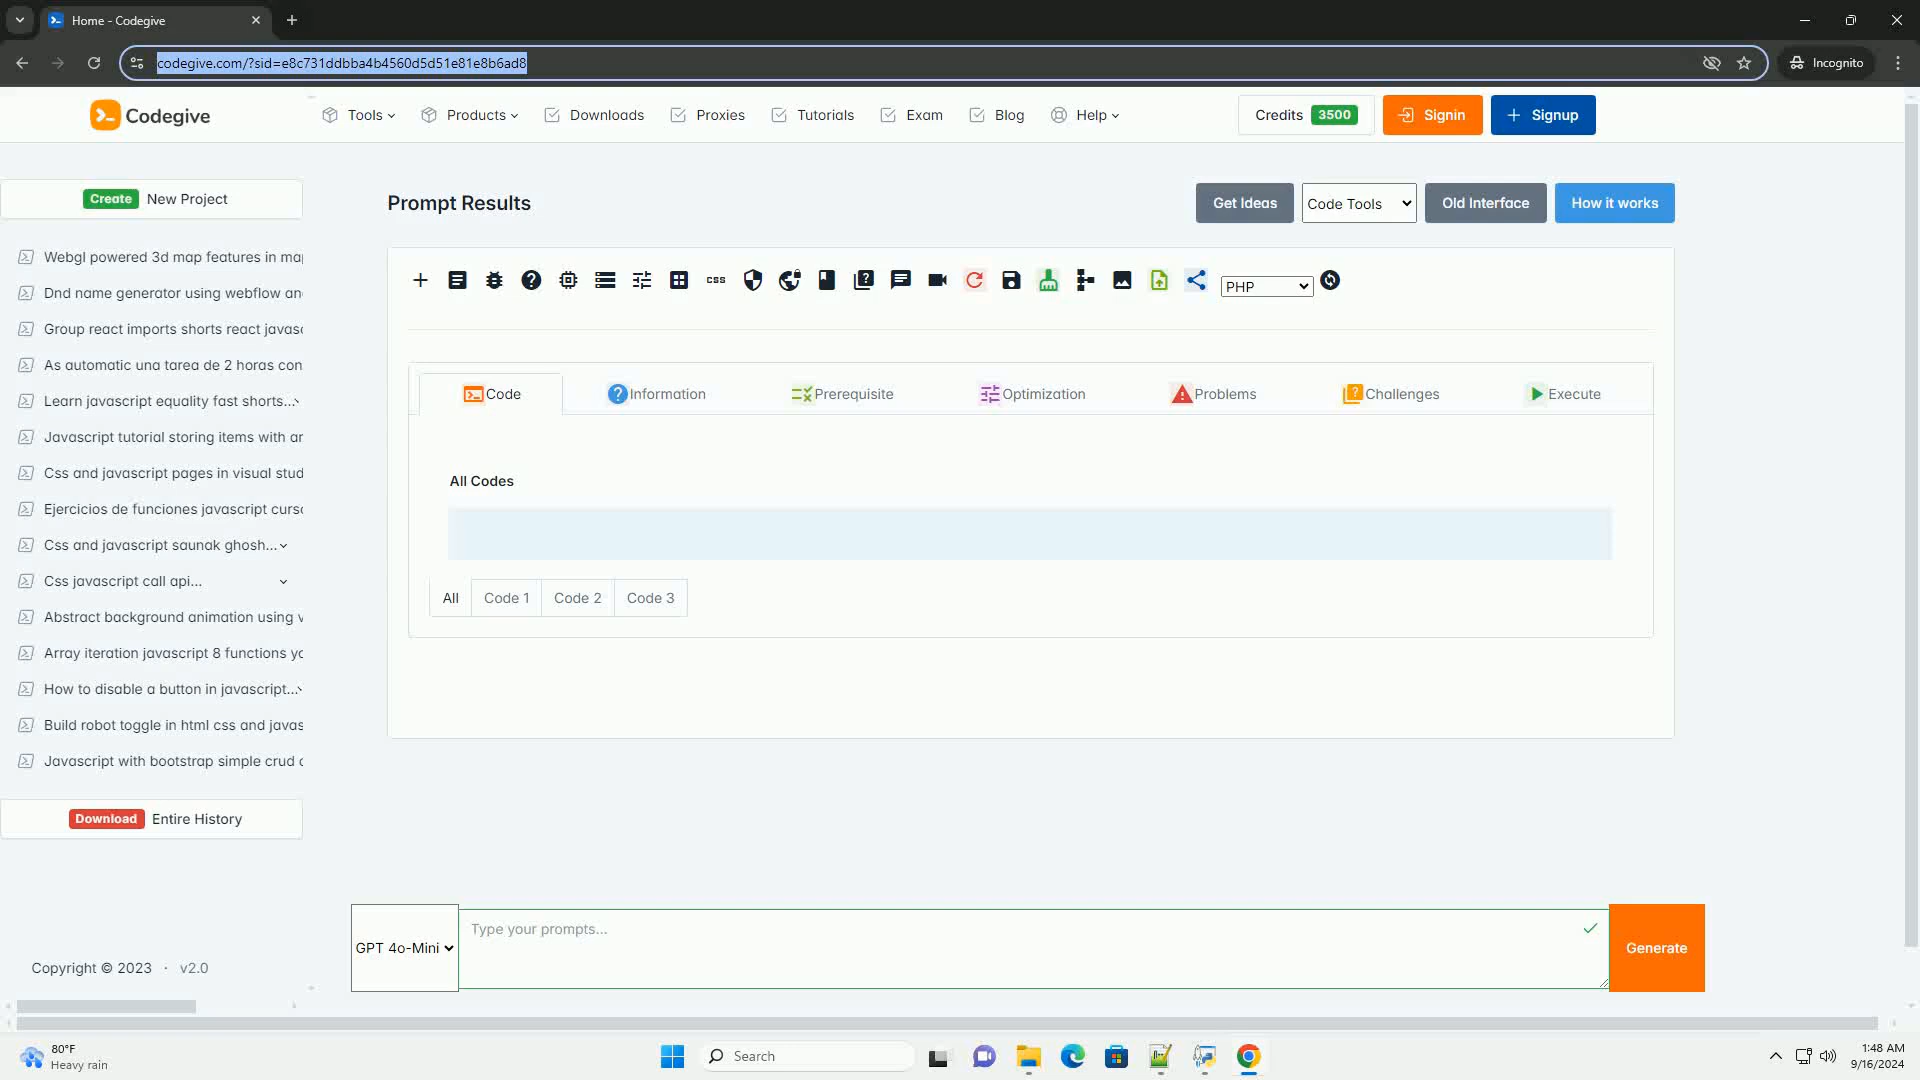 Home - Codegive
codegive.com/?sid=e8c731ddbba4b4560d5d51e81e8b6ad8
Incognito
Codegive
Tools
Products
Downloads
Proxies
Tutorials
Exam
Blog
Help
Credits 3500
Signin
Signup
Create New Project
Prompt Results
Get Ideas
Code Tools
Old Interface
How it works
Webgl powered 3d map features in ma
Dnd name generator using webflow an
Group react imports shorts react javas
As automatic una tarea de 2 horas con
Learn javascript equality fast shorts...
Javascript tutorial storing items with ar
Css and javascript pages in visual stud
Ejercicios de funciones javascript curs
Css and javascript saunak ghosh...
Css javascript call api...
Abstract background animation using v
Array iteration javascript 8 functions yo
How to disable a button in javascript...
Build robot toggle in html css and javas
Javascript with bootstrap simple crud
Download Entire History
css
PHP
Code
Information
Prerequisite
Optimization
Problems
Challenges
Execute
All Codes
All
Code 1
Code 2
Code 3
GPT 4o-Mini
Type your prompts...
Generate
Copyright © 2023 · v2.0
80°F
Heavy rain
Search
1:48 AM
9/16/2024